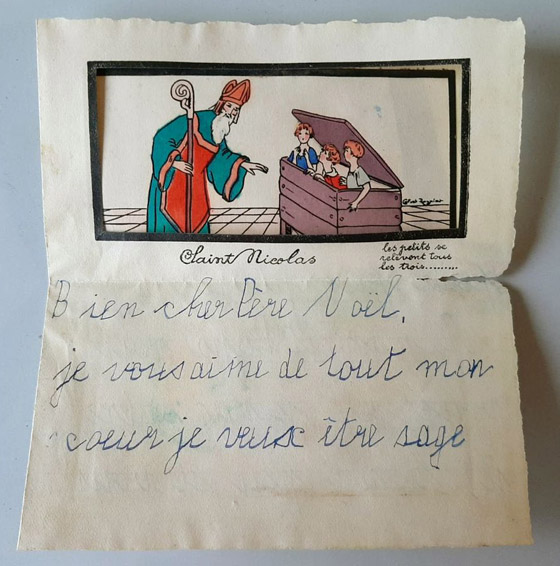 Saint Nicolas
les petits se
relèvent tous
les trois.........
Bien cher Père Noël,
je vous aime de tout mon
coeur je veux être sage